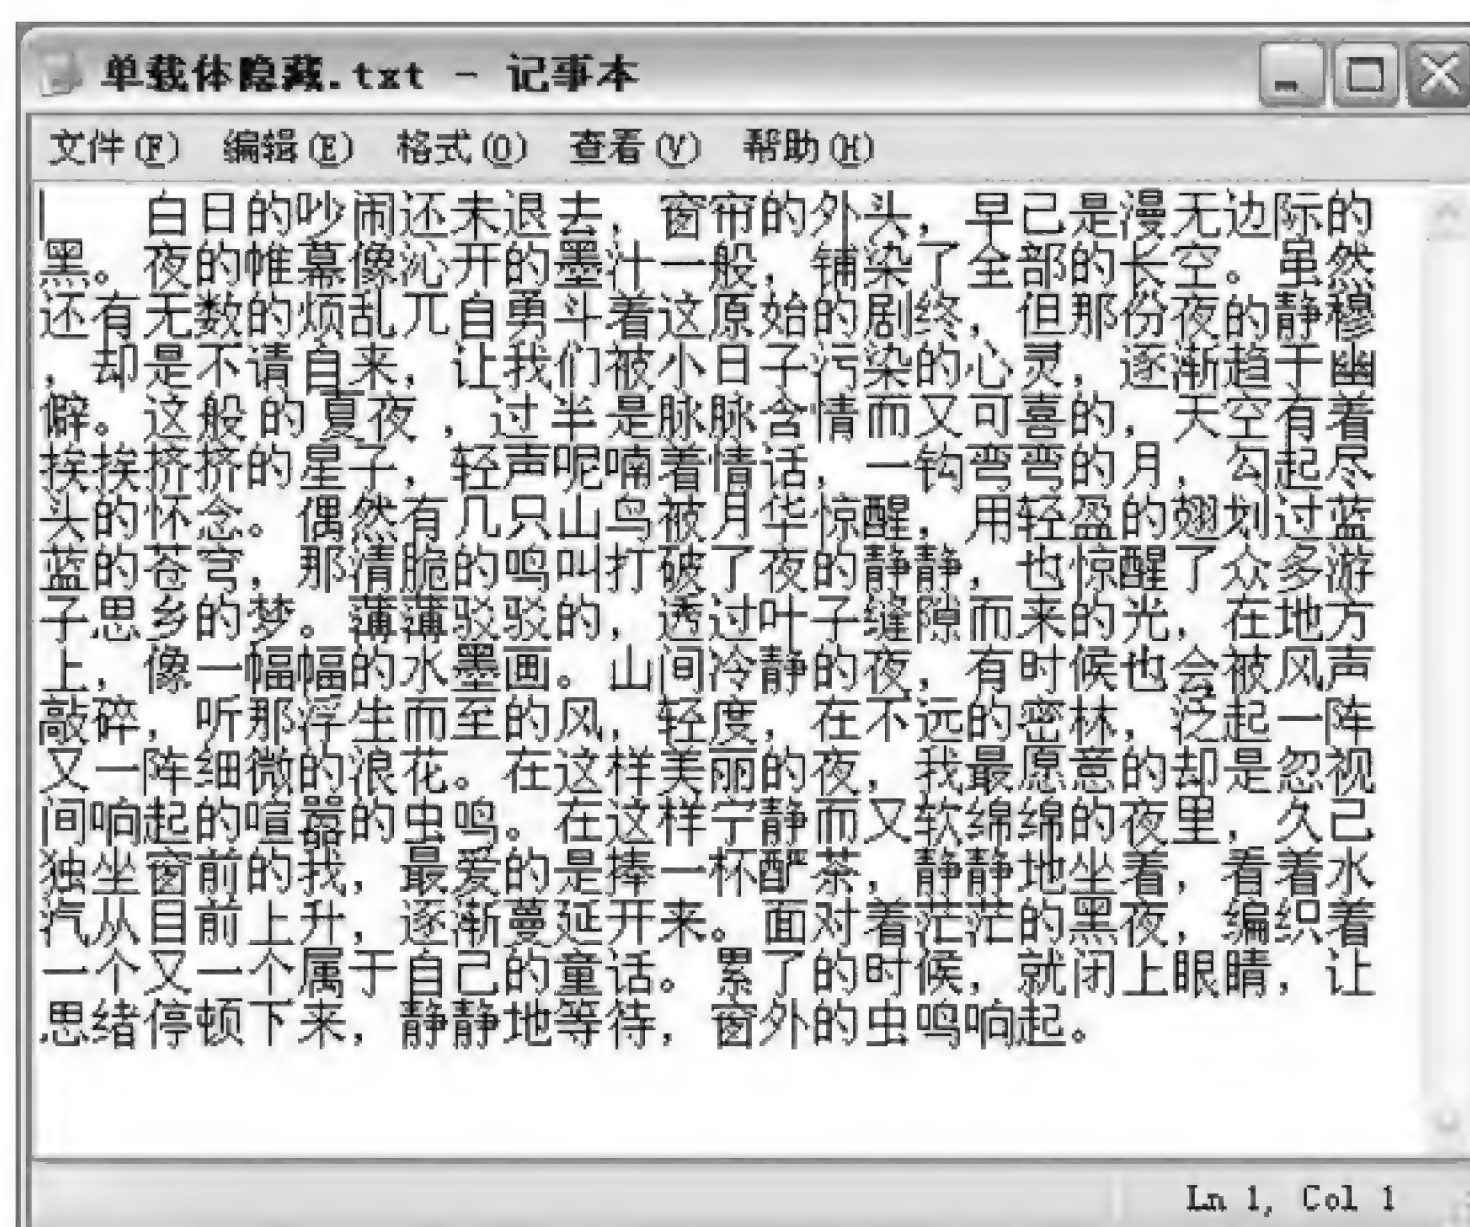 单载体隐藏.txt - 记事本
文件(F) 编辑(E) 格式(O) 查看(V) 帮助(H)
白日的吵闹还未退去，窗帘的外头，早已是漫无边际的
黑。夜的帷幕像沁开的墨汁一般，铺染了全部的长空。虽然
还有无数的烦乱兀自勇斗着这原始的剧终，但那份夜的静穆
，却是不请自来，让我们被小日子污染的心灵，逐渐趋于幽
僻。这般的夏夜，过半是脉脉含情而又可喜的，天空有着
挨挨挤挤的星子，轻声呢喃着情话，一钩弯弯的月，勾起尽
头的怀念。偶然有几只山鸟被月华惊醒，用轻盈的翅划过蓝
蓝的苍穹，那清脆的鸣叫打破了夜的静静，也惊醒了众多游
子思乡的梦。薄薄驳驳的，透过叶子缝隙而来的光，在地方
上，像一幅幅的水墨画。山间冷静的夜，有时候也会被风声
敲碎，听那浮生而至的风，轻度，在不远的密林，泛起一阵
又一阵细微的浪花。在这样美丽的夜，我最愿意的却是忽视
间响起的喧嚣的虫鸣。在这样宁静而又软绵绵的夜里，久已
独坐窗前的我，最爱的是捧一杯酽茶，静静地坐着，看着水
汽从目前上升，逐渐蔓延开来。面对着茫茫的黑夜，编织着
一个又一个属于自己的童话。累了的时候，就闭上眼睛，让
思绪停顿下来，静静地等待，窗外的虫鸣响起。
Ln 1, Col 1